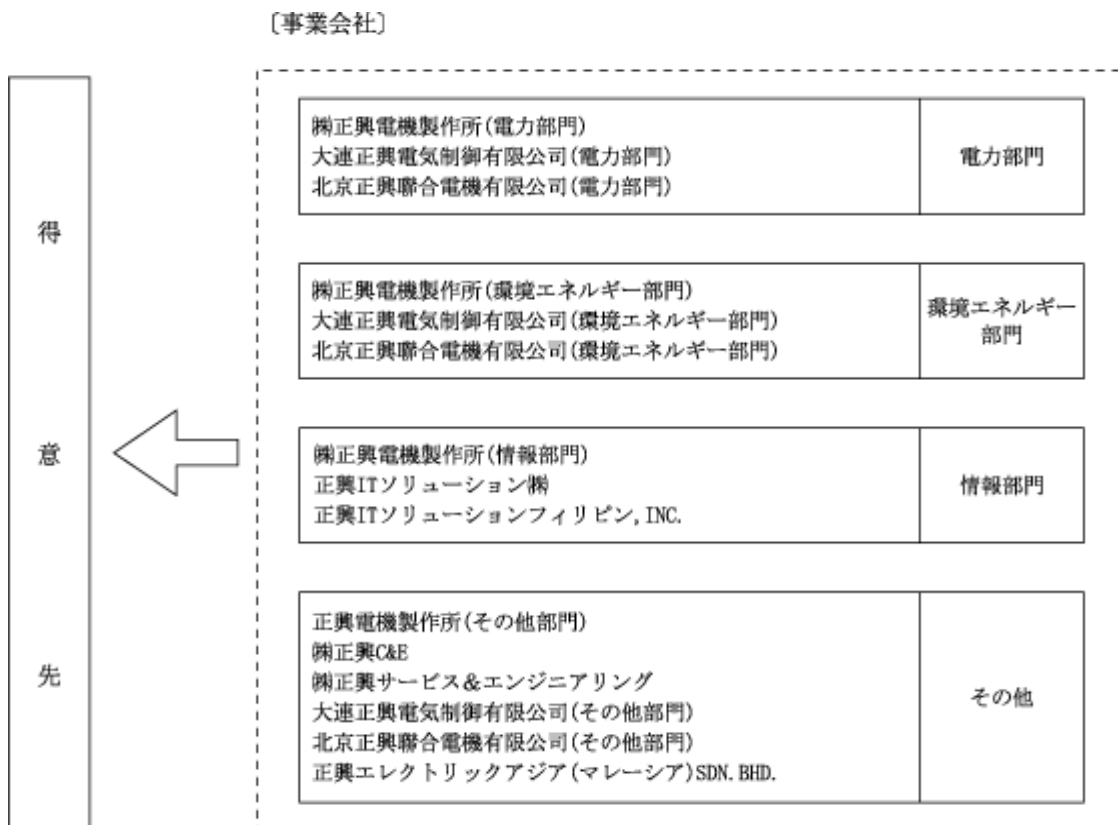 〔事業会社〕
得意先
㈱正興電機製作所(電力部門)
大連正興電気制御有限公司(電力部門)
北京正興聯合電機有限公司(電力部門)
電力部門
㈱正興電機製作所(環境エネルギー部門)
大連正興電気制御有限公司(環境エネルギー部門)
北京正興聯合電機有限公司(環境エネルギー部門)
環境エネルギー
部門
㈱正興電機製作所(情報部門)
正興ITソリューション㈱
正興ITソリューションフィリピン,INC.
情報部門
正興電機製作所(その他部門)
㈱正興C&E
㈱正興サービス&エンジニアリング
大連正興電気制御有限公司(その他部門)
北京正興聯合電機有限公司(その他部門)
正興エレクトリックアジア(マレーシア)SDN.BHD.
その他